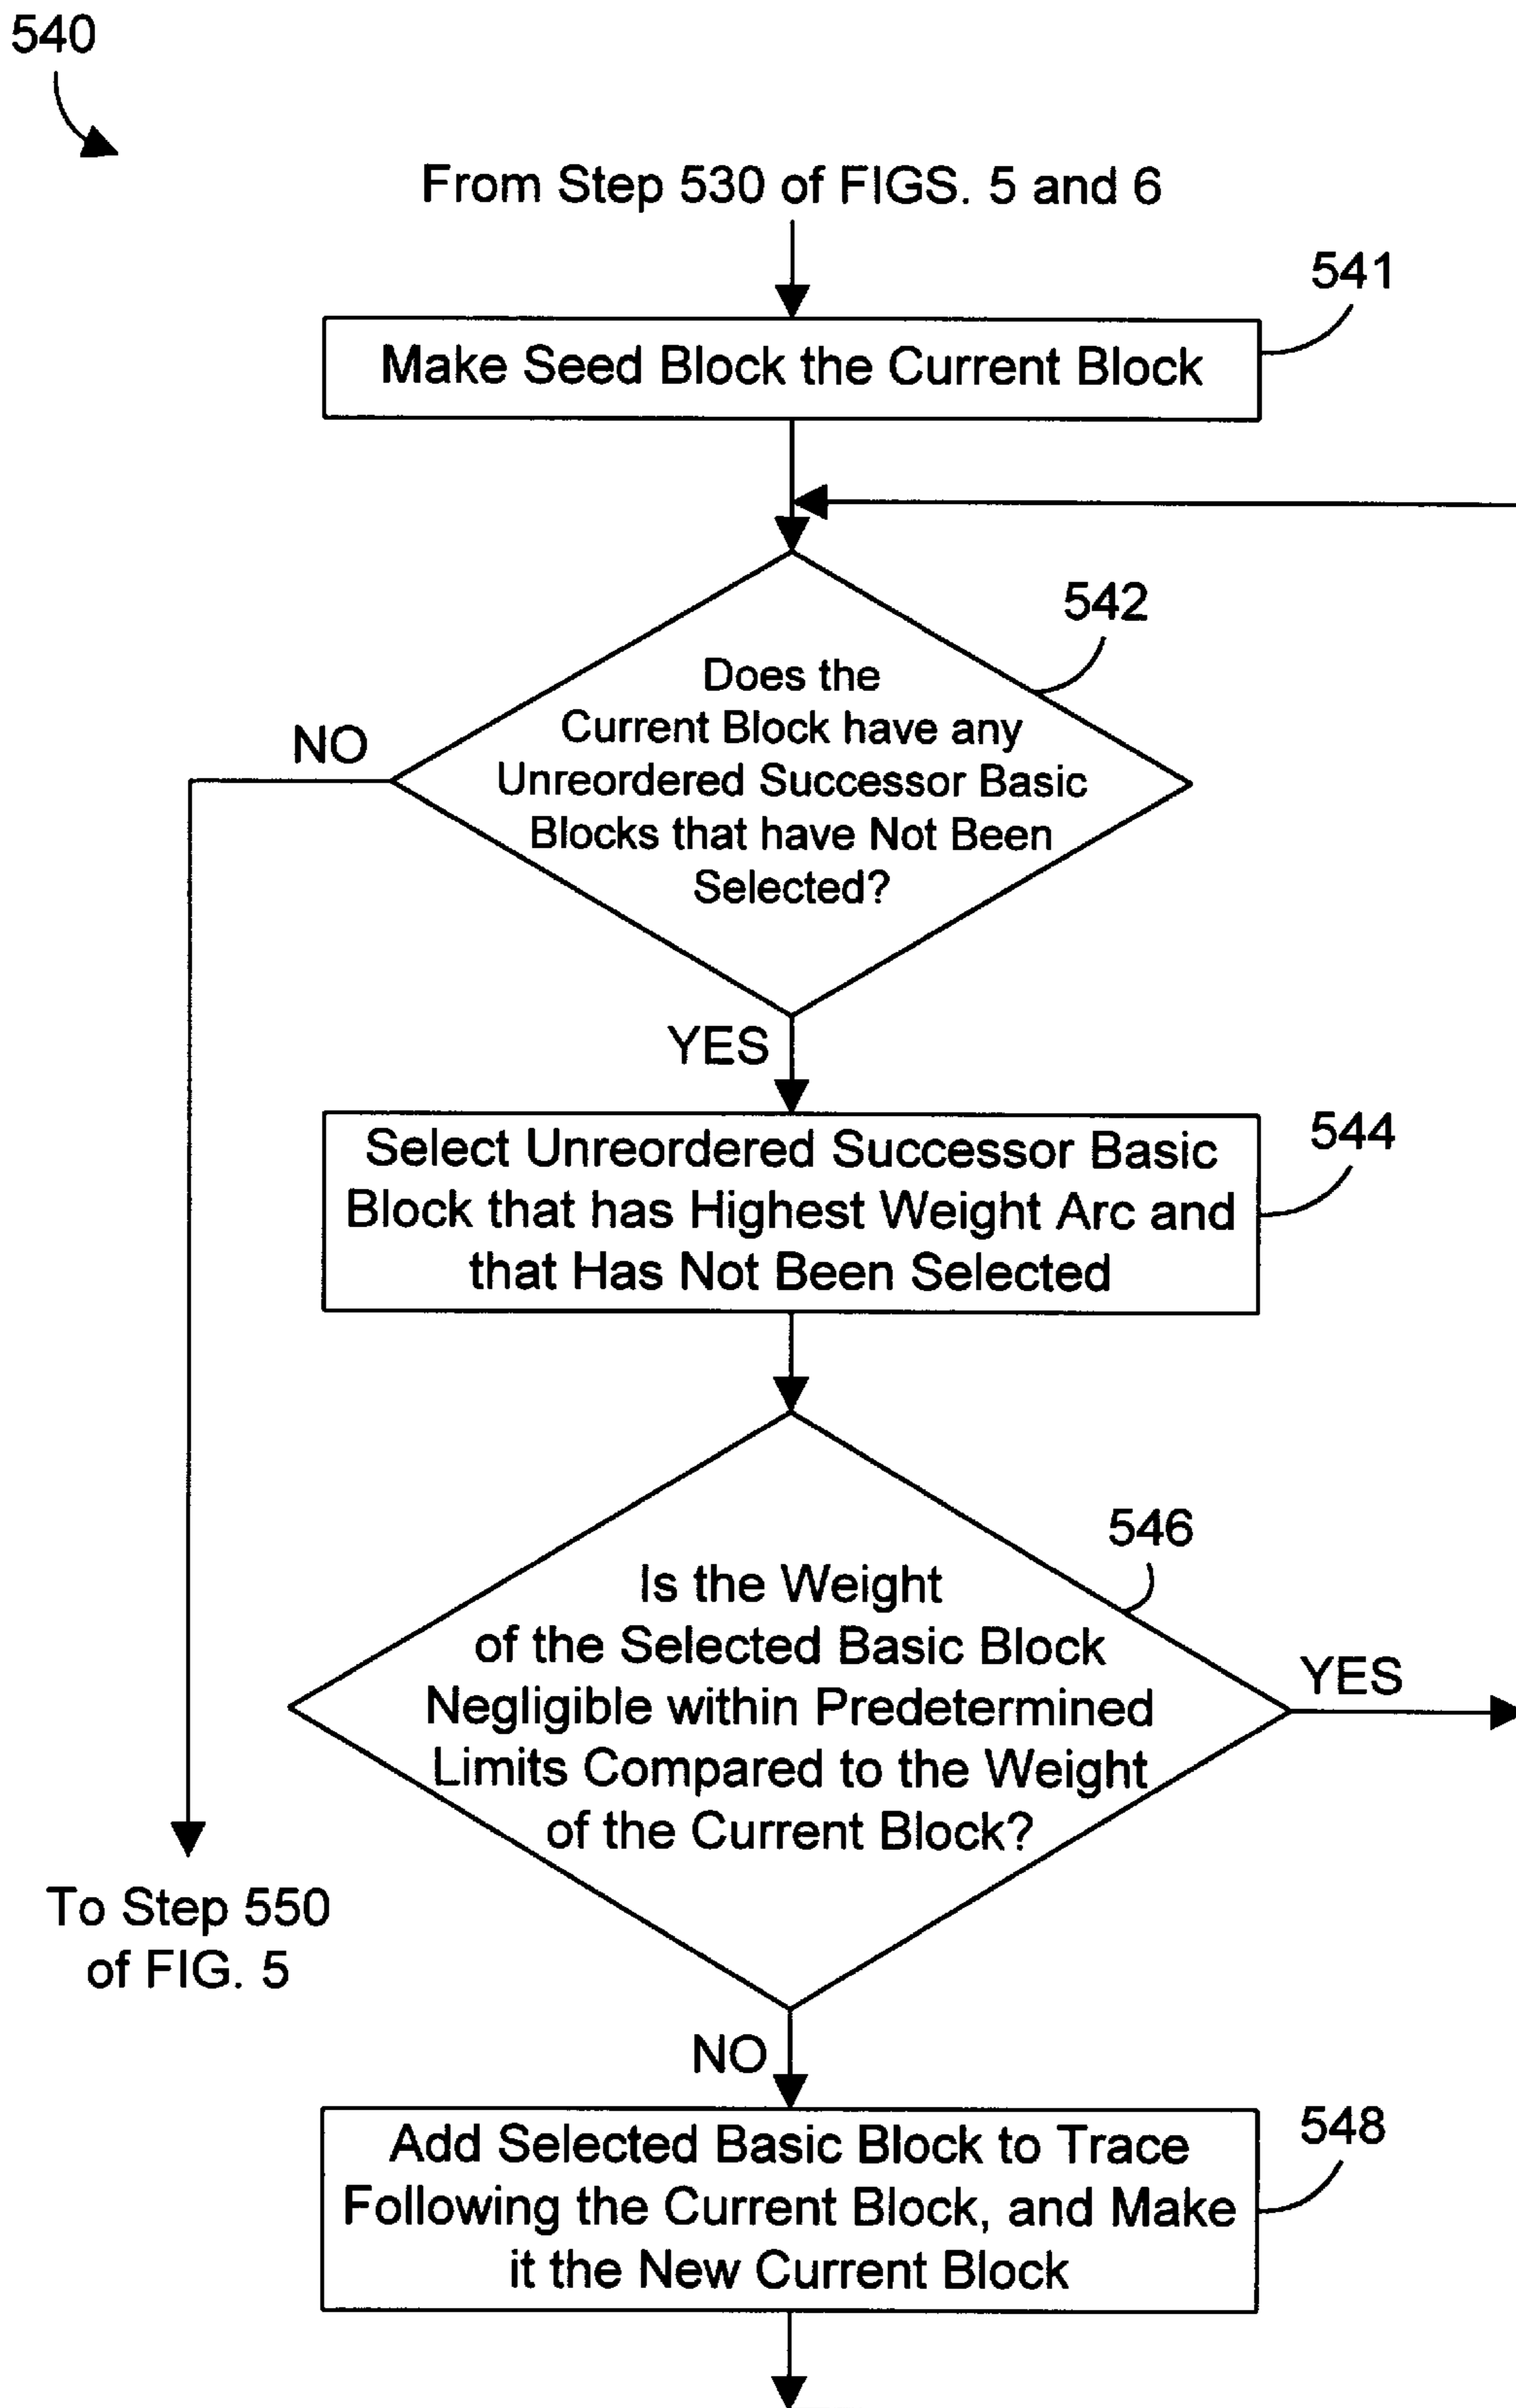 540
From Step 530 of FIGS. 5 and 6
541
Make Seed Block the Current Block
542
Does the
Current Block have any
Unreordered Successor Basic
Blocks that have Not Been
Selected?
NO
YES
544
Select Unreordered Successor Basic
Block that has Highest Weight Arc and
that Has Not Been Selected
546
Is the Weight
of the Selected Basic Block
Negligible within Predetermined
Limits Compared to the Weight
of the Current Block?
YES
To Step 550
of FIG. 5
NO
548
Add Selected Basic Block to Trace
Following the Current Block, and Make
it the New Current Block